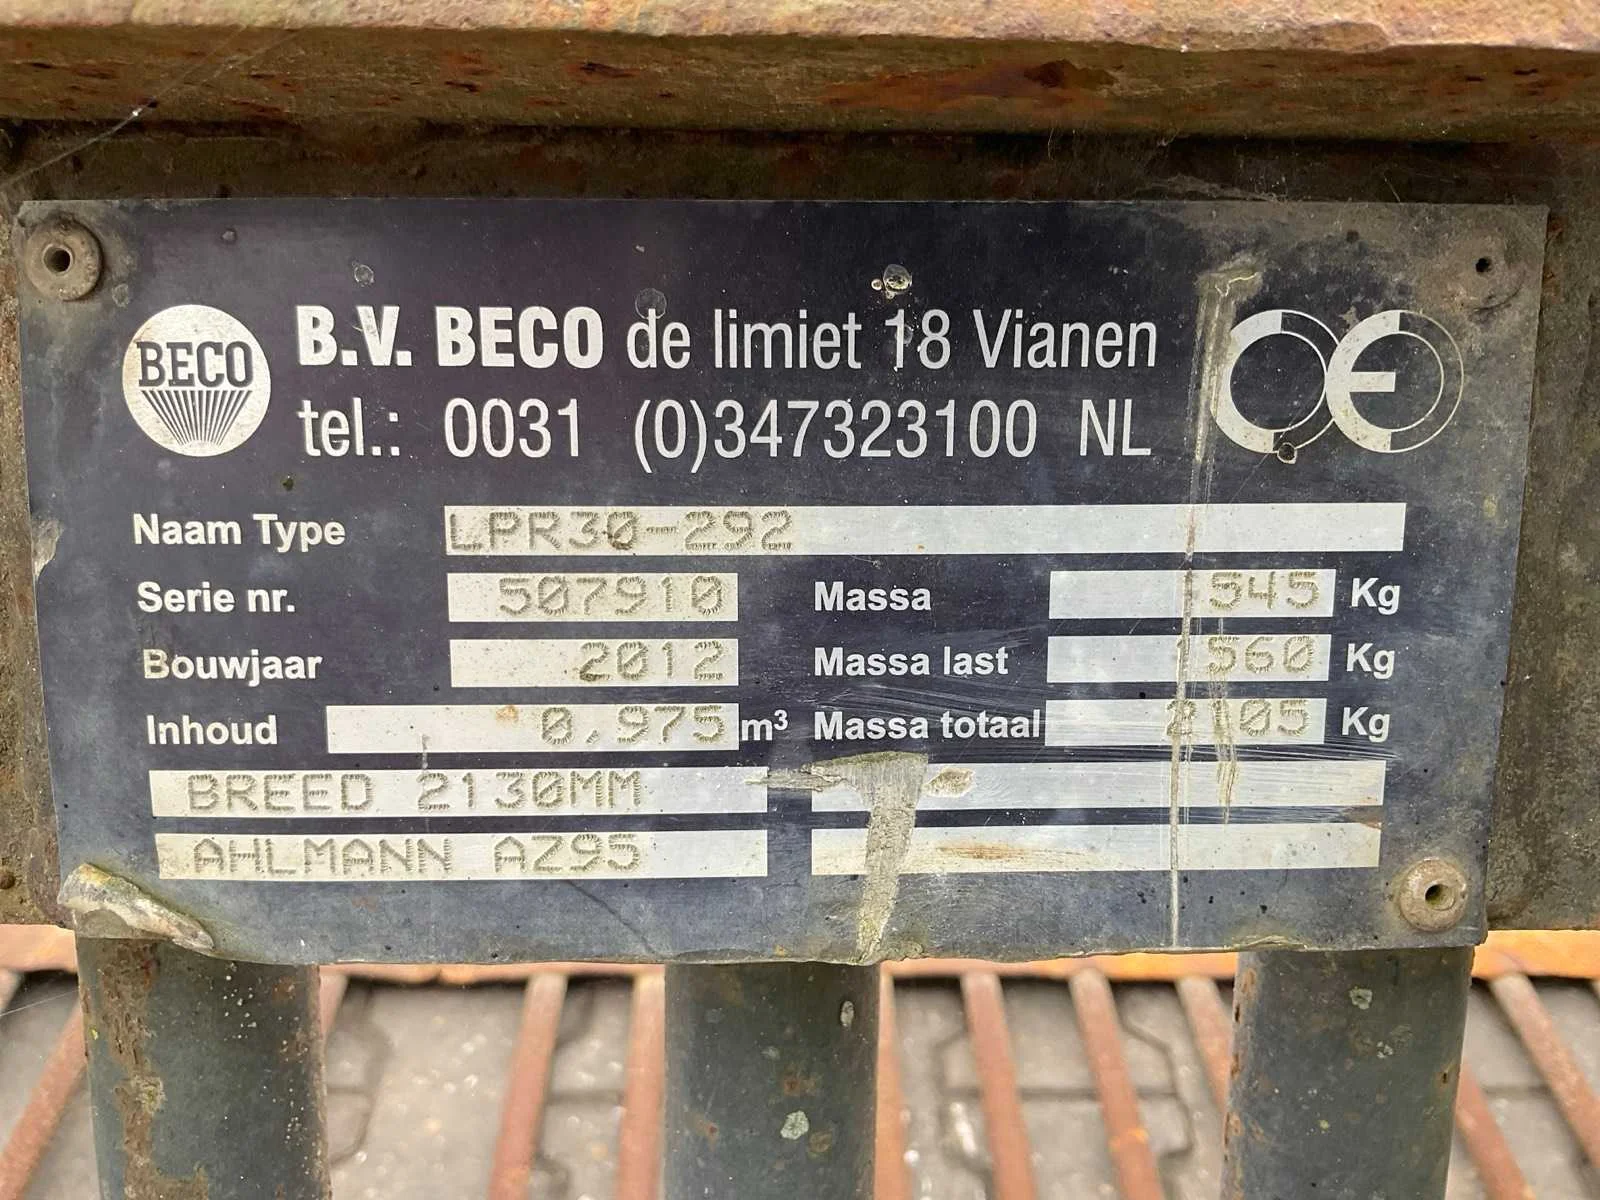 BECO
B.V. BECO de limiet 18 Vianen
tel.: 0031 (0)347323100 NL
CE
Naam Type LPR30-292
Serie nr. 507910 Massa 545 Kg
Bouwjaar 2012 Massa last 1560 Kg
Inhoud 0,975 m³ Massa totaal 2105 Kg
BREED 2130MM
AHLMANN AZ95